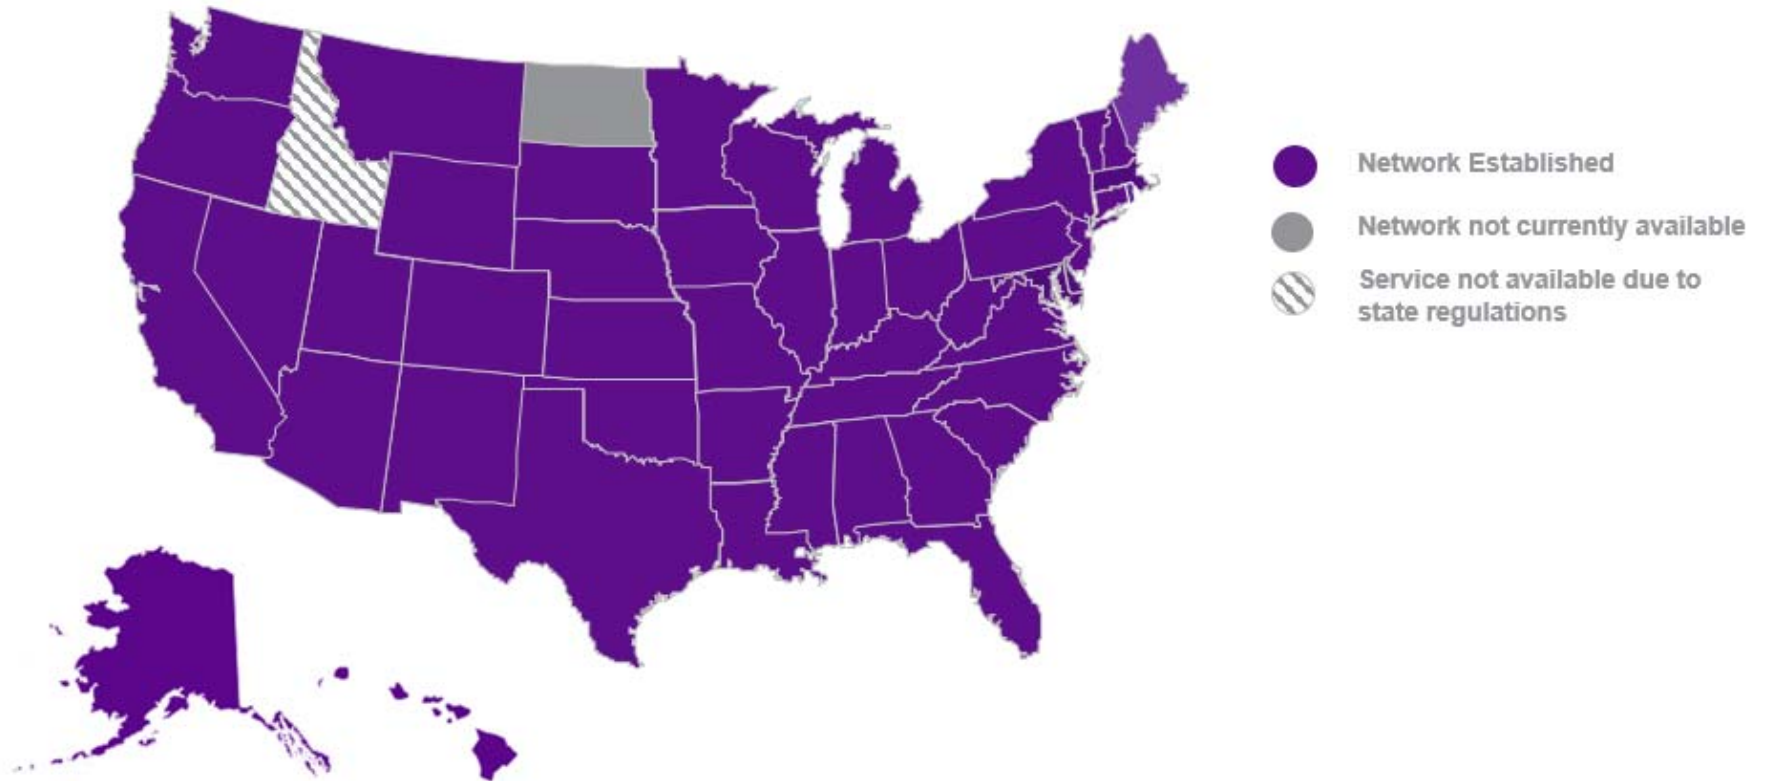 Network Established
Network not currently available
Service not available due to
state regulations